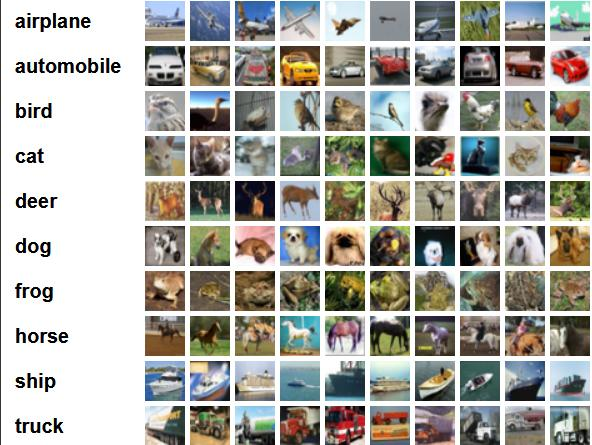 airplane
automobile
bird
cat
deer
dog
frog
horse
ship
truck